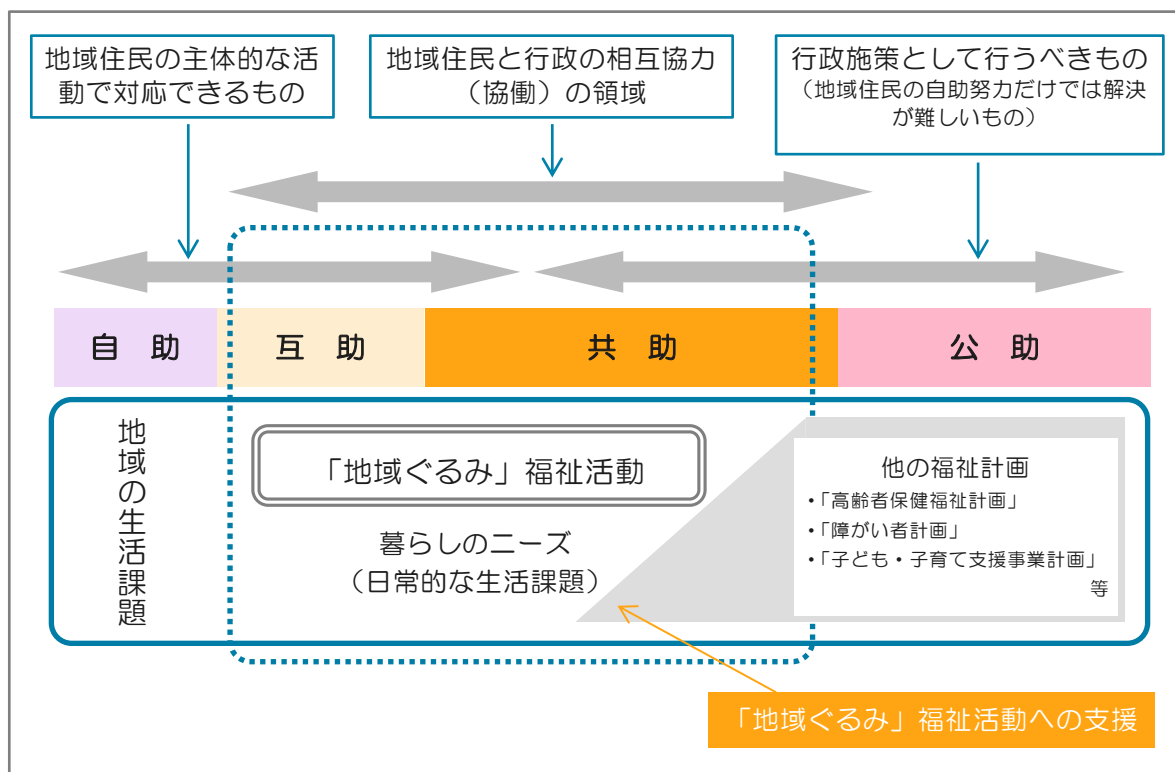 地域住民の主体的な活
動で対応できるもの
地域住民と行政の相互協力
（協働）の領域
行政施策として行うべきもの
（地域住民の自助努力だけでは解決
が難しいもの）
自　助
互　助
共　助
公　助
地域の生活課題
「地域ぐるみ」福祉活動
暮らしのニーズ
（日常的な生活課題）
他の福祉計画
・「高齢者保健福祉計画」
・「障がい者計画」
・「子ども・子育て支援事業計画」
等
「地域ぐるみ」福祉活動への支援